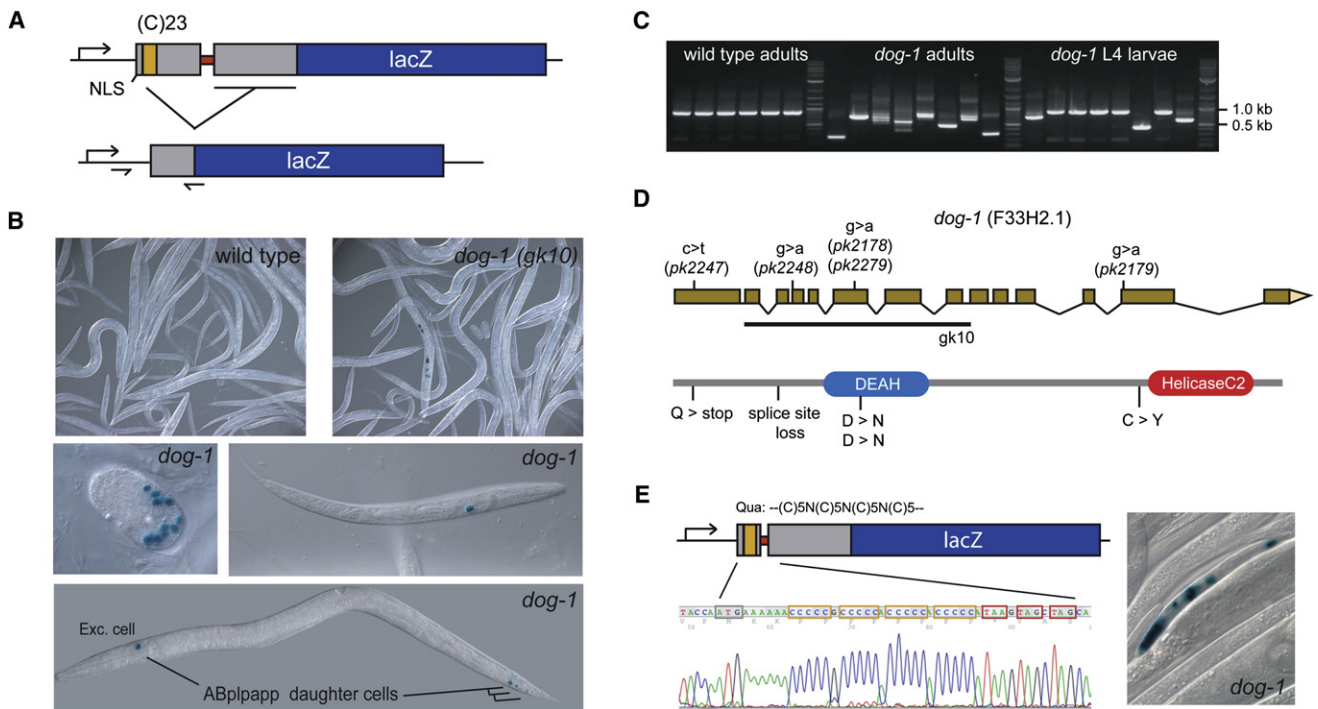 A
(C)23
lacZ
NLS
lacZ
B
wild type
dog-1 (gk10)
dog-1
dog-1
dog-1
Exc. cell
ABplpapp daughter cells
C
wild type adults
dog-1 adults
dog-1 L4 larvae
1.0 kb
0.5 kb
D
dog-1 (F33H2.1)
c>t
(pk2247)
g>a
(pk2248)
g>a
(pk2178)
(pk2279)
g>a
(pk2179)
gk10
DEAH
HelicaseC2
Q > stop
splice site
loss
D > N
D > N
C > Y
E
Qua: --(C)5N(C)5N(C)5N(C)5--
lacZ
TACCAATGAAAAAACCCCCGCCCCCACCCCCACCCCCATAAGTAGCTAGCA
dog-1